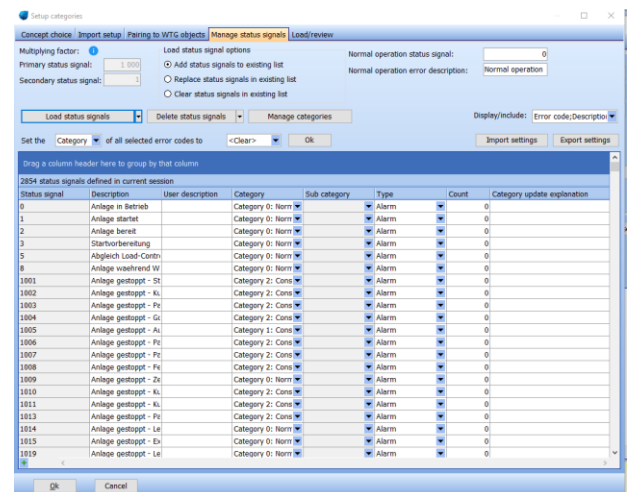 Setup categories
Concept choice Import setup Pairing to WTG objects Manage status signals Load/review
Multiplying factor: Load status signal options Normal operation status signal: 0
Primary status signal: 1 000 Add status signals to existing list Normal operation error description: Normal operation
Secondary status signal: 1 Replace status signals in existing list
Clear status signals in existing list
Load status signals Delete status signals Manage categories Display/include: Error code;Description
Set the Category of all selected error codes to <Clear> Ok Import settings Export settings
Drag a column header here to group by that column
2854 status signals defined in current session
Status signal Description User description Category Sub category Type Count Category update explanation
0 Anlage in Betrieb Category 0: Norm Alarm 0
1 Anlage startet Category 0: Norm Alarm 0
2 Anlage bereit Category 0: Norm Alarm 0
3 Startvorbereitung Category 0: Norm Alarm 0
5 Abgleich Load-Contr Category 0: Norm Alarm 0
8 Anlage waehrend W Category 0: Norm Alarm 0
1001 Anlage gestoppt - St Category 2: Cons Alarm 0
1002 Anlage gestoppt - Ku Category 2: Cons Alarm 0
1003 Anlage gestoppt - Pa Category 2: Cons Alarm 0
1004 Anlage gestoppt - Go Category 2: Cons Alarm 0
1005 Anlage gestoppt - Au Category 1: Cons Alarm 0
1006 Anlage gestoppt - Pa Category 2: Cons Alarm 0
1007 Anlage gestoppt - Pa Category 2: Cons Alarm 0
1008 Anlage gestoppt - Fe Category 2: Cons Alarm 0
1009 Anlage gestoppt - Ze Category 0: Norm Alarm 0
1010 Anlage gestoppt - Ku Category 2: Cons Alarm 0
1011 Anlage gestoppt - Ku Category 2: Cons Alarm 0
1013 Anlage gestoppt - Pa Category 2: Cons Alarm 0
1014 Anlage gestoppt - Le Category 0: Norm Alarm 0
1015 Anlage gestoppt - Ex Category 0: Norm Alarm 0
1019 Anlage gestoppt - Le Category 0: Norm Alarm 0
Ok Cancel